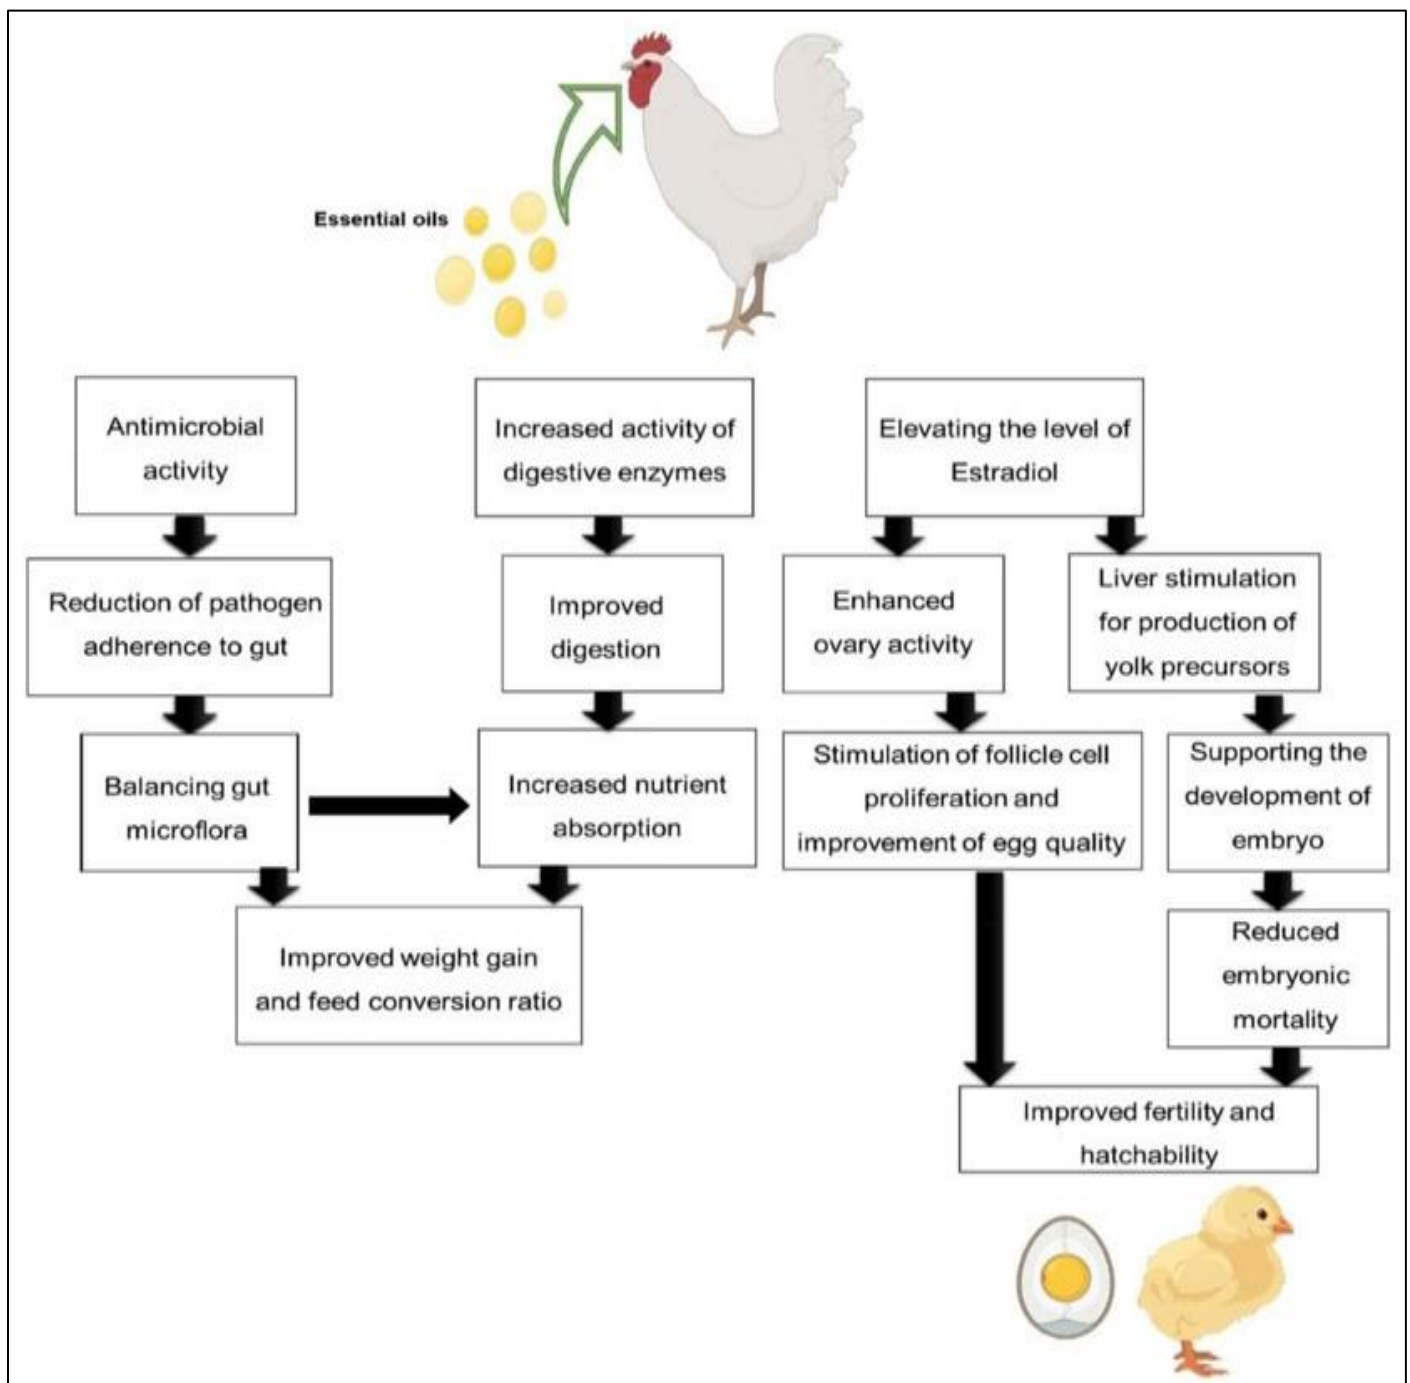 Essential oils
Antimicrobial
activity
Increased activity of
digestive enzymes
Elevating the level of
Estradiol
Reduction of pathogen
adherence to gut
Improved
digestion
Enhanced
ovary activity
Liver stimulation
for production of
yolk precursors
Balancing gut
microflora
Increased nutrient
absorption
Stimulation of follicle cell
proliferation and
improvement of egg quality
Supporting the
development of
embryo
Improved weight gain
and feed conversion ratio
Reduced
embryonic
mortality
Improved fertility and
hatchability